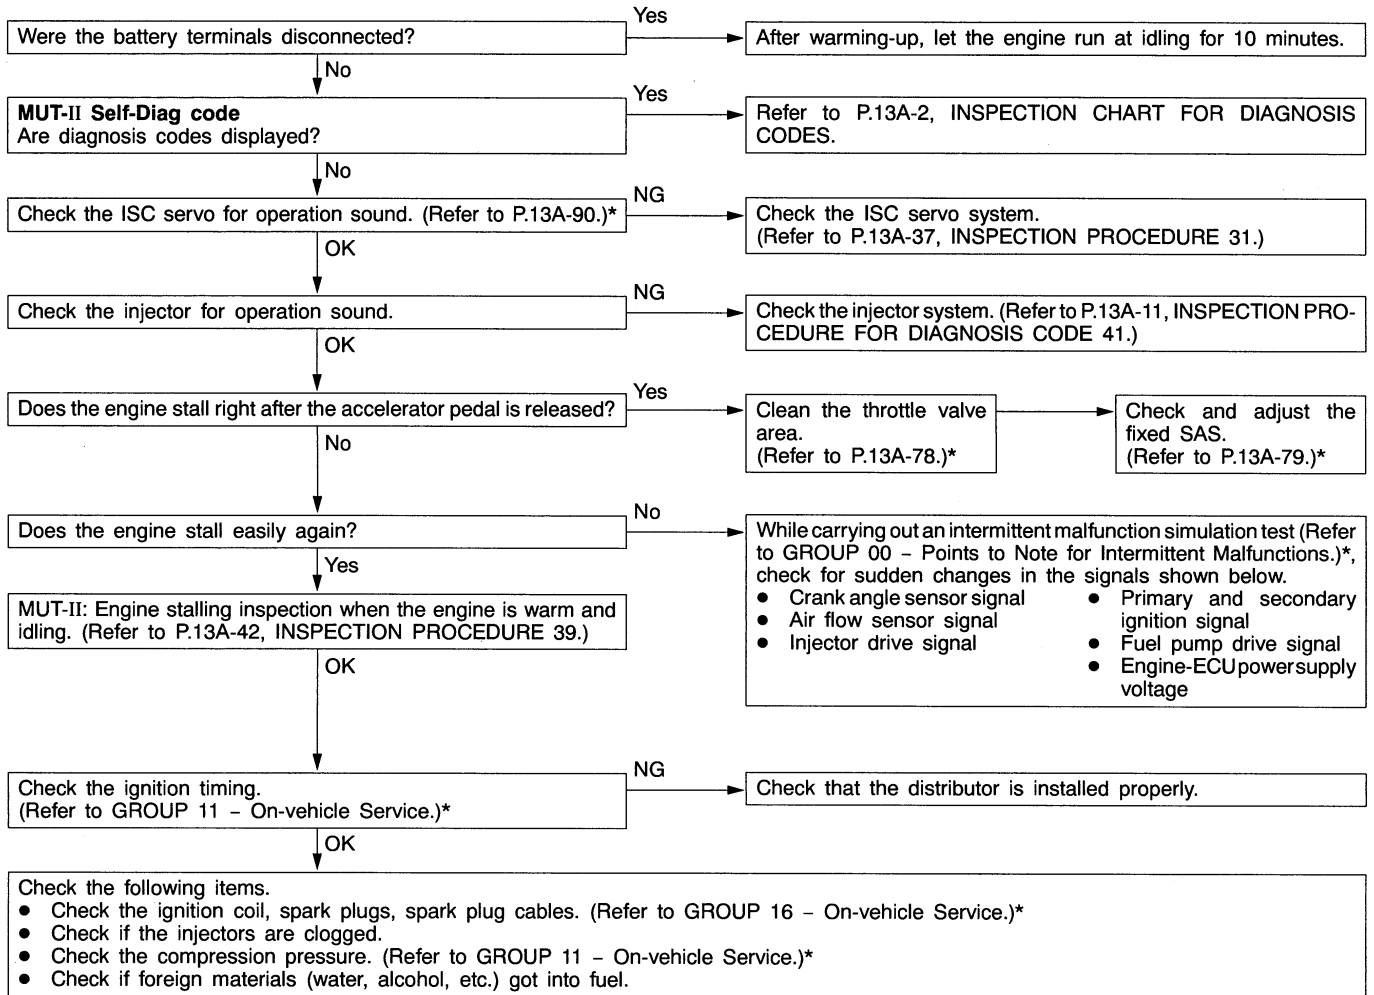 Were the battery terminals disconnected?
Yes
After warming-up, let the engine run at idling for 10 minutes.
No
MUT-II Self-Diag code
Are diagnosis codes displayed?
Yes
Refer to P.13A-2, INSPECTION CHART FOR DIAGNOSIS
CODES.
No
Check the ISC servo for operation sound. (Refer to P.13A-90.)*
NG
Check the ISC servo system.
(Refer to P.13A-37, INSPECTION PROCEDURE 31.)
OK
Check the injector for operation sound.
NG
Check the injector system. (Refer to P.13A-11, INSPECTION PRO-
CEDURE FOR DIAGNOSIS CODE 41.)
OK
Does the engine stall right after the accelerator pedal is released?
Yes
Clean the throttle valve
area.
(Refer to P.13A-78.)*
Check and adjust the
fixed SAS.
(Refer to P.13A-79.)*
No
Does the engine stall easily again?
No
While carrying out an intermittent malfunction simulation test (Refer
to GROUP 00 – Points to Note for Intermittent Malfunctions.)*,
check for sudden changes in the signals shown below.
● Crank angle sensor signal
● Air flow sensor signal
● Injector drive signal
● Primary and secondary
ignition signal
● Fuel pump drive signal
● Engine-ECU power supply
voltage
Yes
MUT-II: Engine stalling inspection when the engine is warm and
idling. (Refer to P.13A-42, INSPECTION PROCEDURE 39.)
OK
Check the ignition timing.
(Refer to GROUP 11 – On-vehicle Service.)*
NG
Check that the distributor is installed properly.
OK
Check the following items.
● Check the ignition coil, spark plugs, spark plug cables. (Refer to GROUP 16 – On-vehicle Service.)*
● Check if the injectors are clogged.
● Check the compression pressure. (Refer to GROUP 11 – On-vehicle Service.)*
● Check if foreign materials (water, alcohol, etc.) got into fuel.